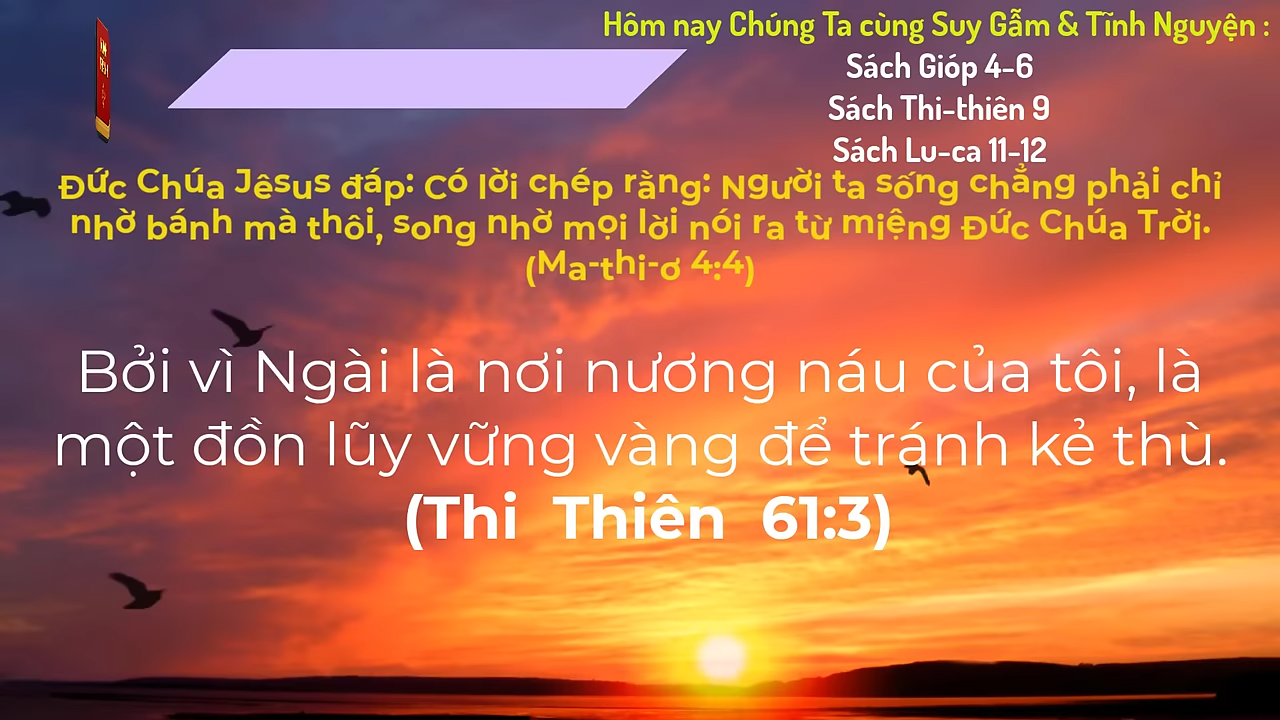 Hôm nay Chúng Ta cùng Suy Gẫm & Tĩnh Nguyện :
Sách Gióp 4-6
Sách Thi-thiên 9
Sách Lu-ca 11-12
Đức Chúa Jêsus đáp: Có lời chép rằng: Người ta sống chẳng phải chỉ
nhờ bánh mà thôi, song nhờ mọi lời nói ra từ miệng Đức Chúa Trời.
(Ma-thi-ơ 4:4)
Bởi vì Ngài là nơi nương náu của tôi, là
một đồn lũy vững vàng để tránh kẻ thù.
(Thi Thiên 61:3)